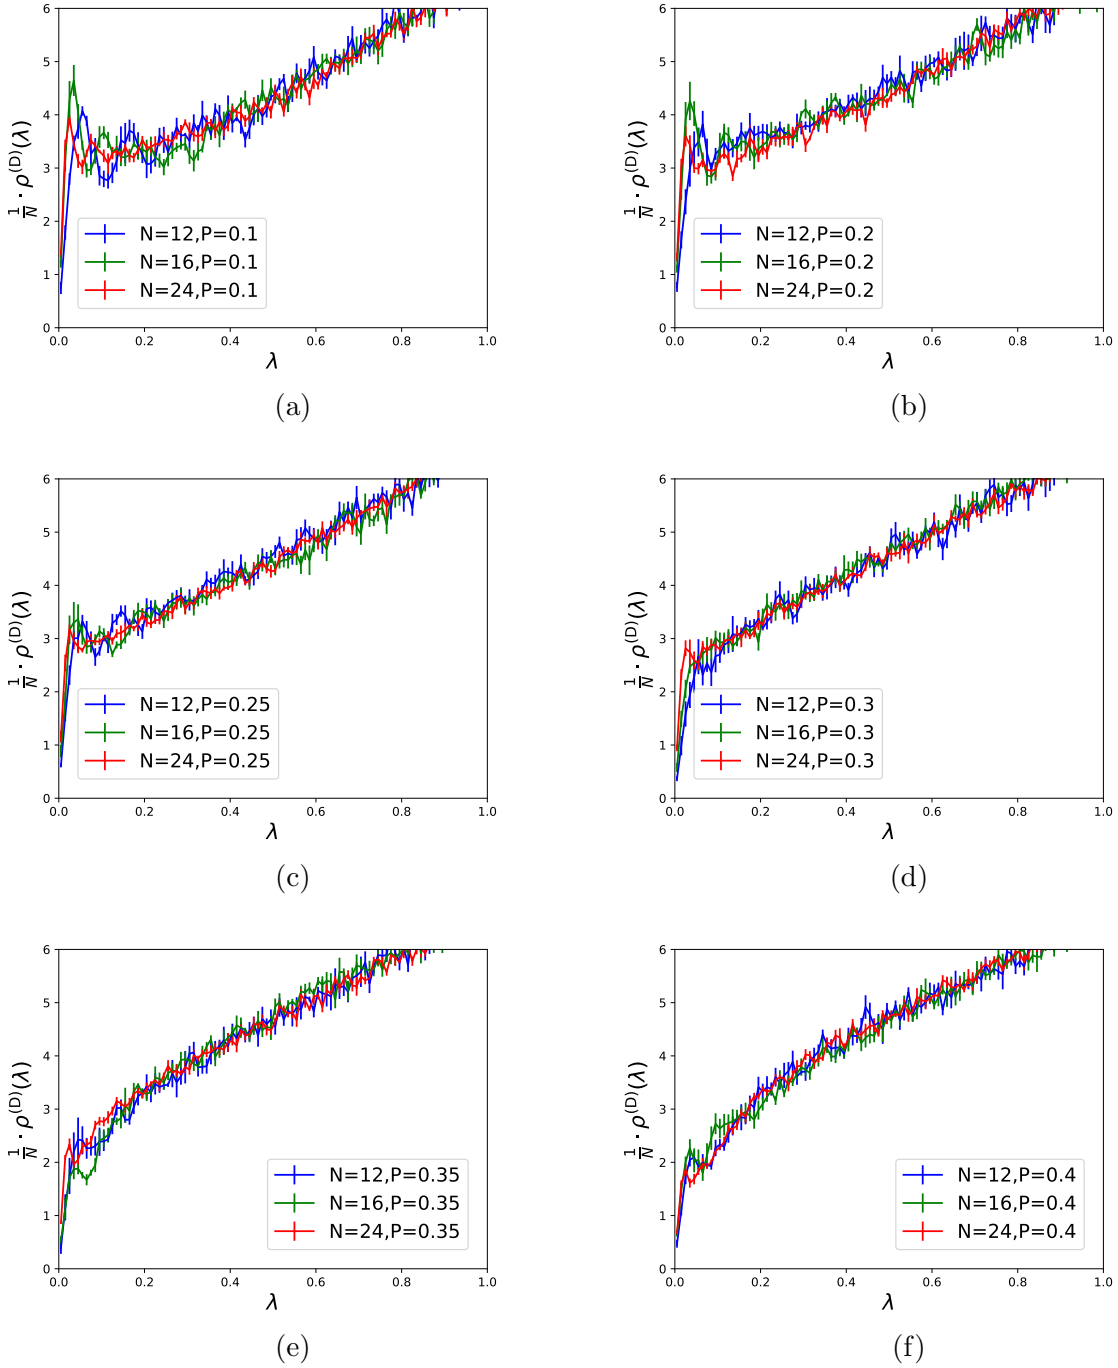 6
5
4
3
2
1
0
0.0 0.2 0.4 0.6 0.8 1.0
λ
1/N · ρ^(D)(λ)
N=12,P=0.1
N=16,P=0.1
N=24,P=0.1
(a)
6
5
4
3
2
1
0
0.0 0.2 0.4 0.6 0.8 1.0
λ
1/N · ρ^(D)(λ)
N=12,P=0.2
N=16,P=0.2
N=24,P=0.2
(b)
6
5
4
3
2
1
0
0.0 0.2 0.4 0.6 0.8 1.0
λ
1/N · ρ^(D)(λ)
N=12,P=0.25
N=16,P=0.25
N=24,P=0.25
(c)
6
5
4
3
2
1
0
0.0 0.2 0.4 0.6 0.8 1.0
λ
1/N · ρ^(D)(λ)
N=12,P=0.3
N=16,P=0.3
N=24,P=0.3
(d)
6
5
4
3
2
1
0
0.0 0.2 0.4 0.6 0.8 1.0
λ
1/N · ρ^(D)(λ)
N=12,P=0.35
N=16,P=0.35
N=24,P=0.35
(e)
6
5
4
3
2
1
0
0.0 0.2 0.4 0.6 0.8 1.0
λ
1/N · ρ^(D)(λ)
N=12,P=0.4
N=16,P=0.4
N=24,P=0.4
(f)